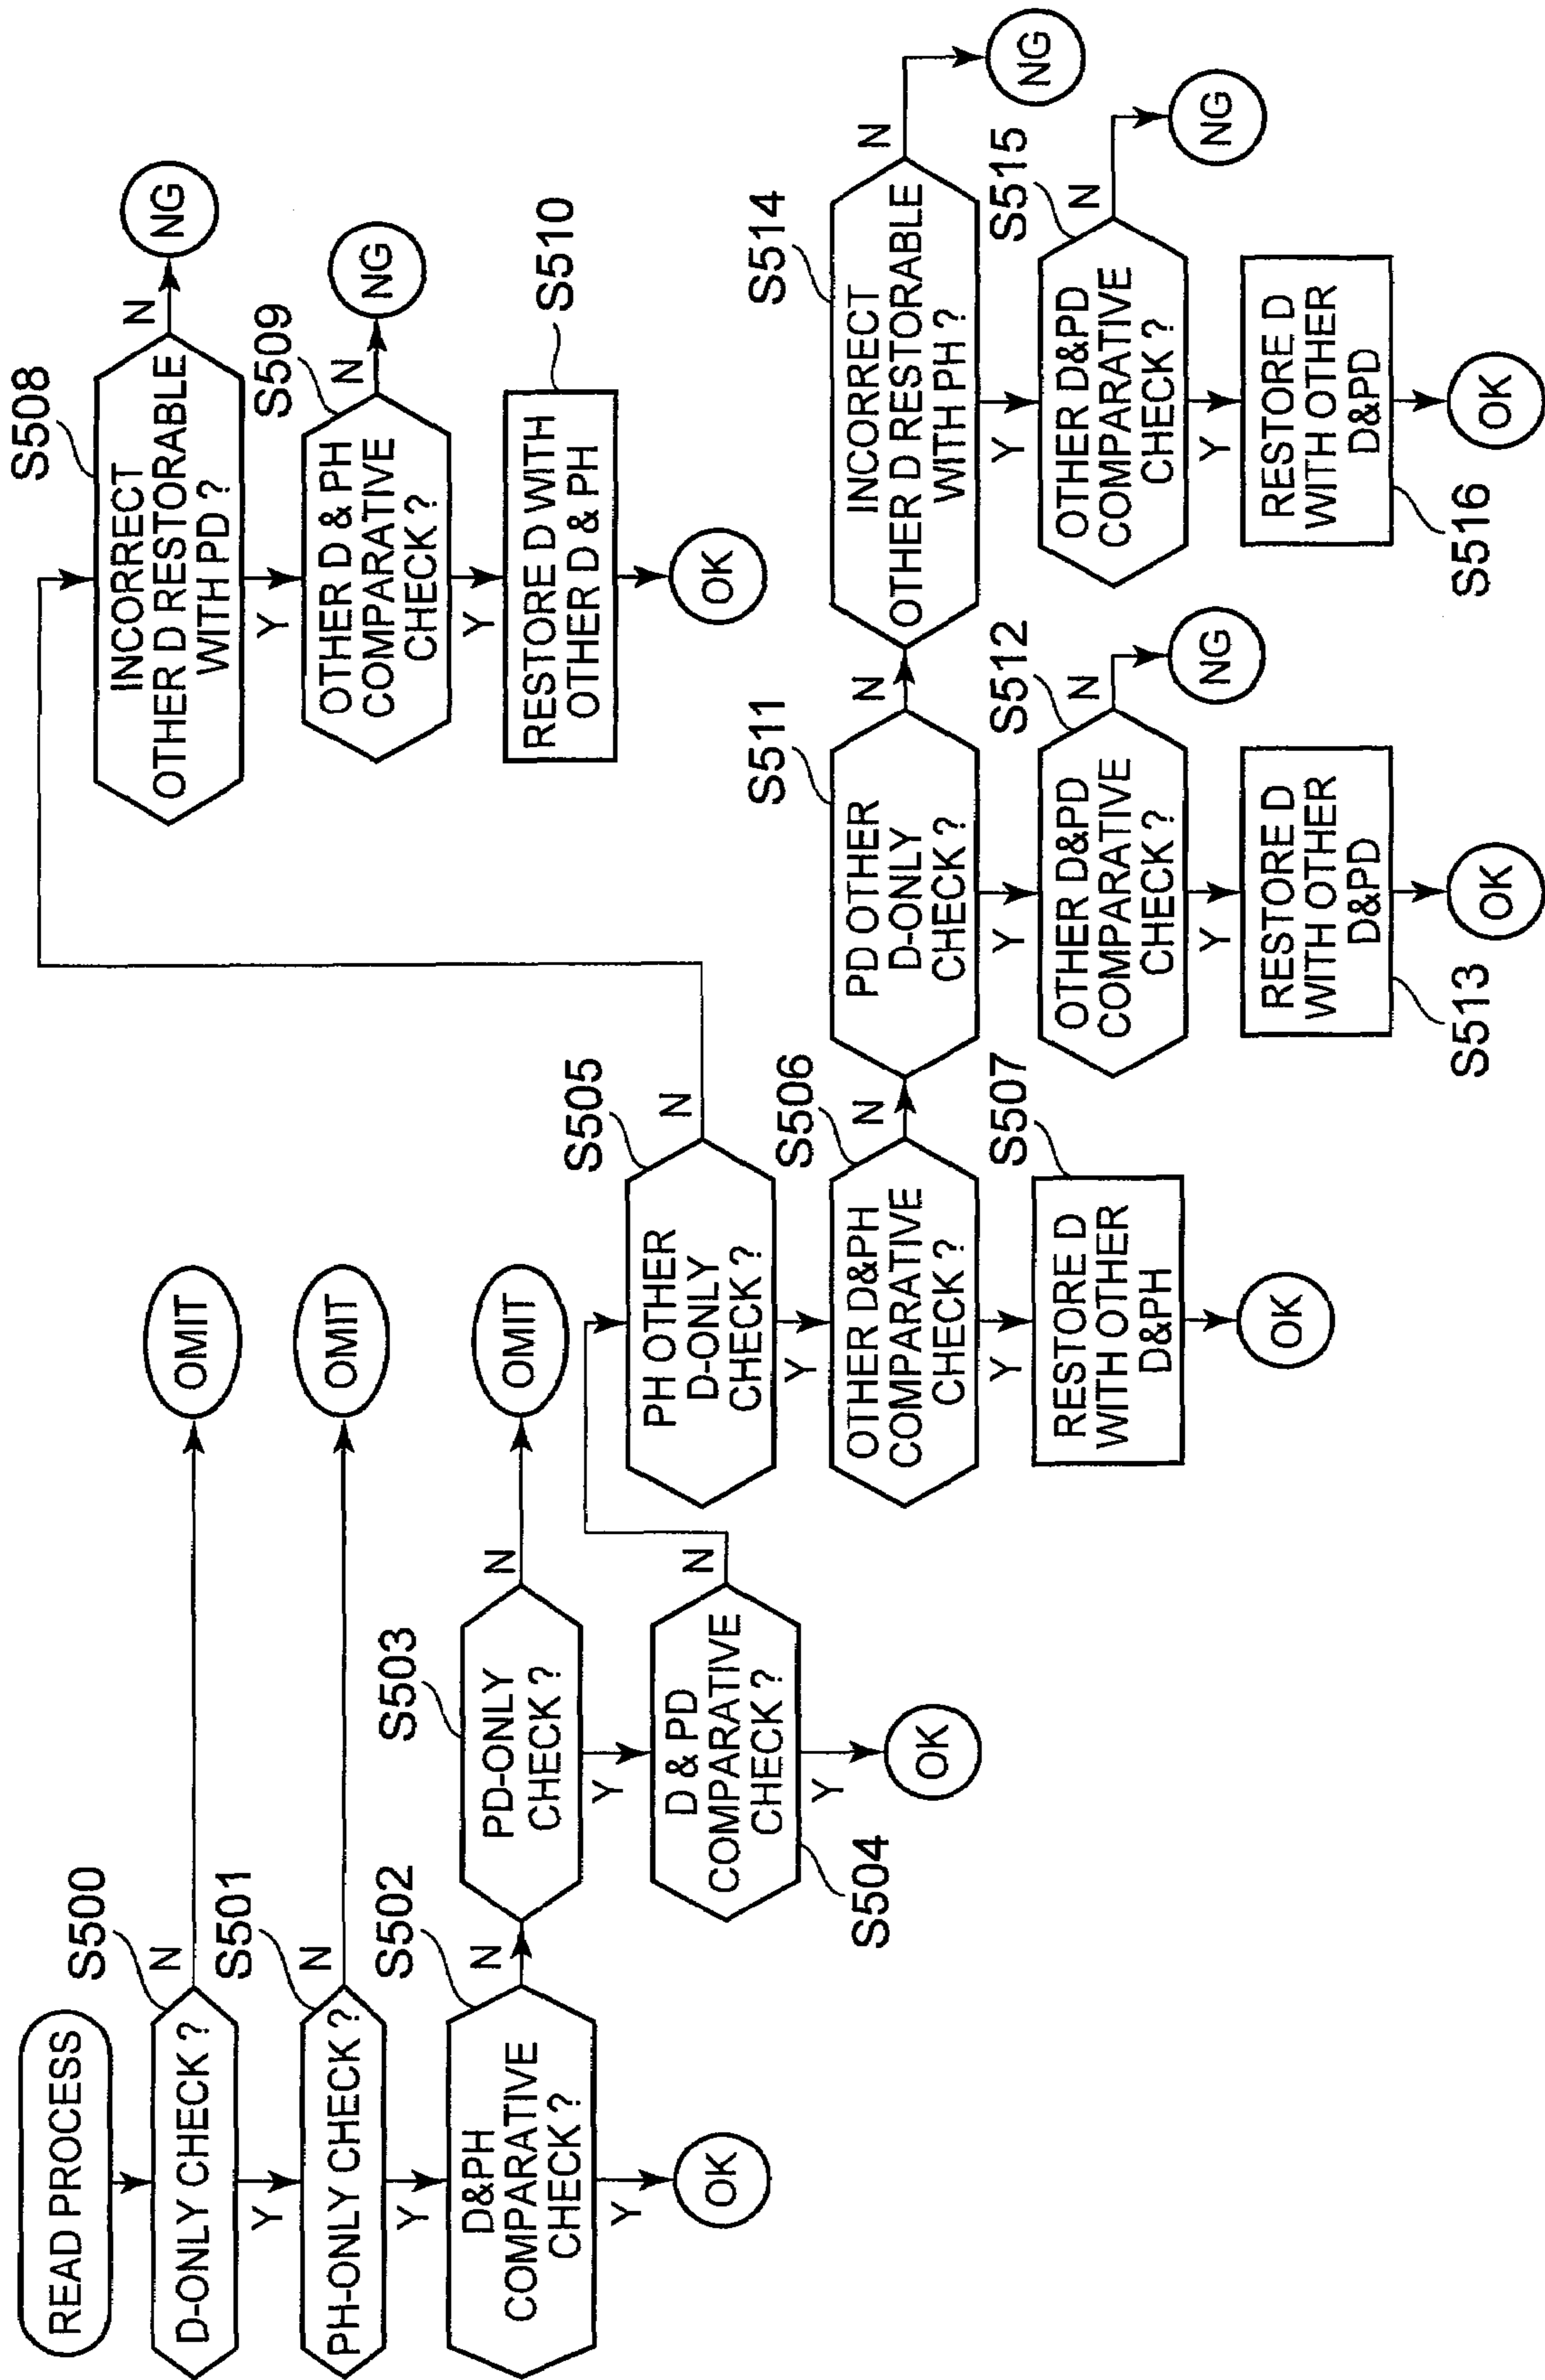 READ PROCESS
S500
D-ONLY CHECK ?
N
OMIT
Y
S501
PH-ONLY CHECK ?
N
OMIT
Y
S502
D&PH
COMPARATIVE
CHECK ?
N
Y
OK
S503
PD-ONLY
CHECK ?
N
OMIT
Y
D & PD
COMPARATIVE
CHECK ?
S504
N
Y
OK
S505
PH OTHER
D-ONLY
CHECK ?
N
Y
S506
OTHER D&PH
COMPARATIVE
CHECK ?
N
Y
S507
RESTORE D
WITH OTHER
D&PH
OK
S508
INCORRECT
OTHER D RESTORABLE
WITH PD ?
N
NG
Y
S509
OTHER D & PH
COMPARATIVE
CHECK ?
N
NG
Y
S510
RESTORE D WITH
OTHER D & PH
OK
S511
PD OTHER
D-ONLY
CHECK ?
N
Y
S512
OTHER D&PD
COMPARATIVE
CHECK ?
N
NG
Y
RESTORE D
WITH OTHER
D&PD
S513
OK
S514
INCORRECT
OTHER D RESTORABLE
WITH PH ?
N
NG
Y
S515
OTHER D&PD
COMPARATIVE
CHECK ?
N
NG
Y
RESTORE D
WITH OTHER
D&PD
S516
OK